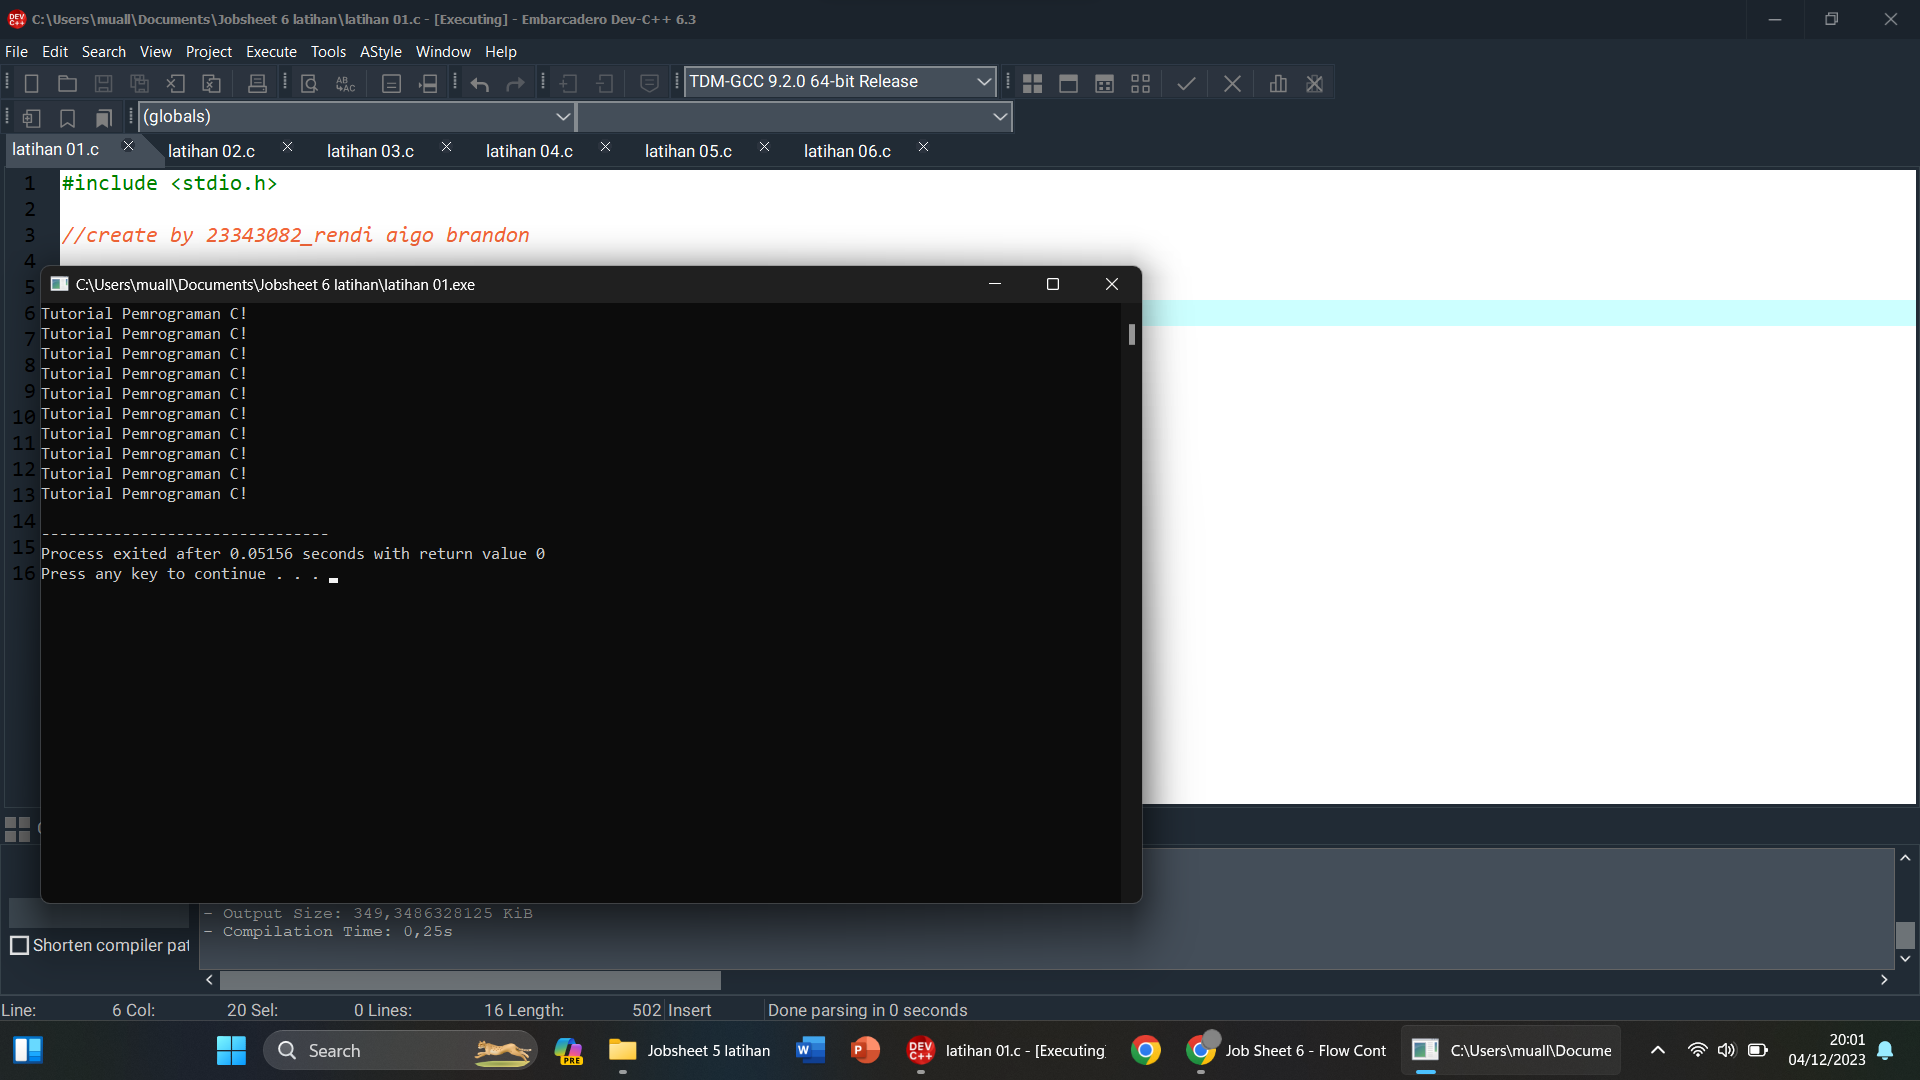 C:\Users\muall\Documents\Jobsheet 6 latihan\latihan 01.c - [Executing] - Embarcadero Dev-C++ 6.3
File Edit Search View Project Execute Tools AStyle Window Help
TDM-GCC 9.2.0 64-bit Release
(globals)
latihan 01.c latihan 02.c latihan 03.c latihan 04.c latihan 05.c latihan 06.c
1 #include <stdio.h>
2
3 //create by 23343082_rendi aigo brandon
4
5
6
7
8
9
10
11
12
13
14
15
16
C:\Users\muall\Documents\Jobsheet 6 latihan\latihan 01.exe
Tutorial Pemrograman C!
Tutorial Pemrograman C!
Tutorial Pemrograman C!
Tutorial Pemrograman C!
Tutorial Pemrograman C!
Tutorial Pemrograman C!
Tutorial Pemrograman C!
Tutorial Pemrograman C!
Tutorial Pemrograman C!
Tutorial Pemrograman C!
--------------------------------
Process exited after 0.05156 seconds with return value 0
Press any key to continue . . .
- Output Size: 349,3486328125 KiB
- Compilation Time: 0,25s
Shorten compiler pat
Line: 6 Col: 20 Sel: 0 Lines: 16 Length: 502 Insert Done parsing in 0 seconds
Search PRE Jobsheet 5 latihan latihan 01.c - [Executing] Job Sheet 6 - Flow Cont C:\Users\muall\Docume 20:01
04/12/2023